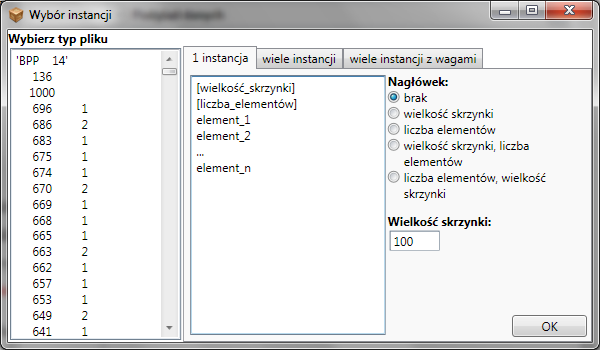 Wybór instancji
Wybierz typ pliku
'BPP 14'
136
1000
696 1
686 2
683 1
675 1
674 1
670 2
669 1
668 1
665 1
663 2
662 1
657 1
653 1
649 2
641 1
1 instancja
wiele instancji
wiele instancji z wagami
[wielkość_skrzynki]
[liczba_elementów]
element_1
element_2
...
element_n
Nagłówek:
brak
wielkość skrzynki
liczba elementów
wielkość skrzynki, liczba
elementów
liczba elementów, wielkość
skrzynki
Wielkość skrzynki:
100
OK